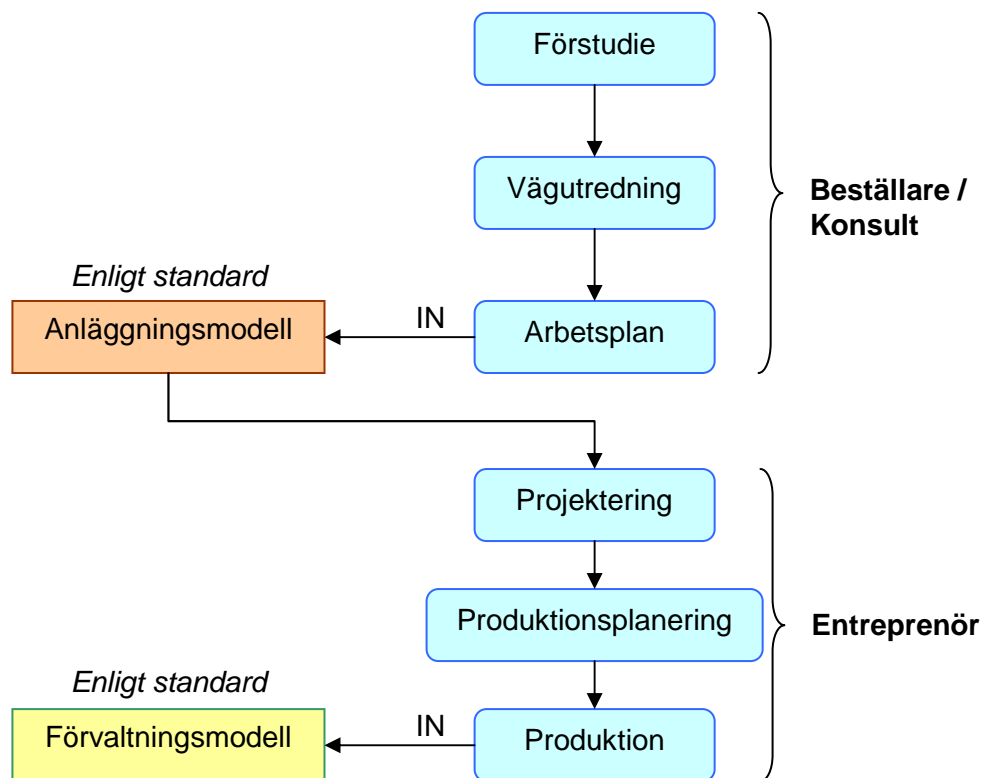 Förstudie
Vägutredning
Beställare /
Konsult
Enligt standard
Anläggningsmodell
IN
Arbetsplan
Projektering
Produktionsplanering
Entreprenör
Enligt standard
Förvaltningsmodell
IN
Produktion